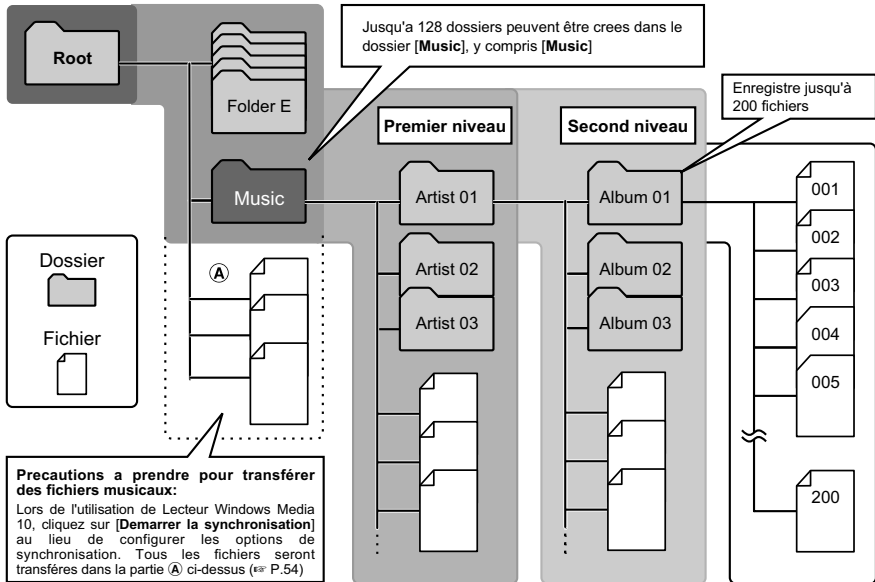 Jusqu'a 128 dossiers peuvent être crees dans le
dossier [Music], y compris [Music]
Root
Folder E
Enregistre jusqu'à
200 fichiers
Premier niveau
Second niveau
Music
Artist 01
Album 01
001
002
003
004
005
200
Artist 02
Artist 03
Album 02
Album 03
Dossier
Fichier
A
Precautions a prendre pour transférer
des fichiers musicaux:
Lors de l'utilisation de Lecteur Windows Media
10, cliquez sur [Demarrer la synchronisation]
au lieu de configurer les options de
synchronisation. Tous les fichiers seront
transféres dans la partie Ⓐ ci-dessus (☞ P.54)